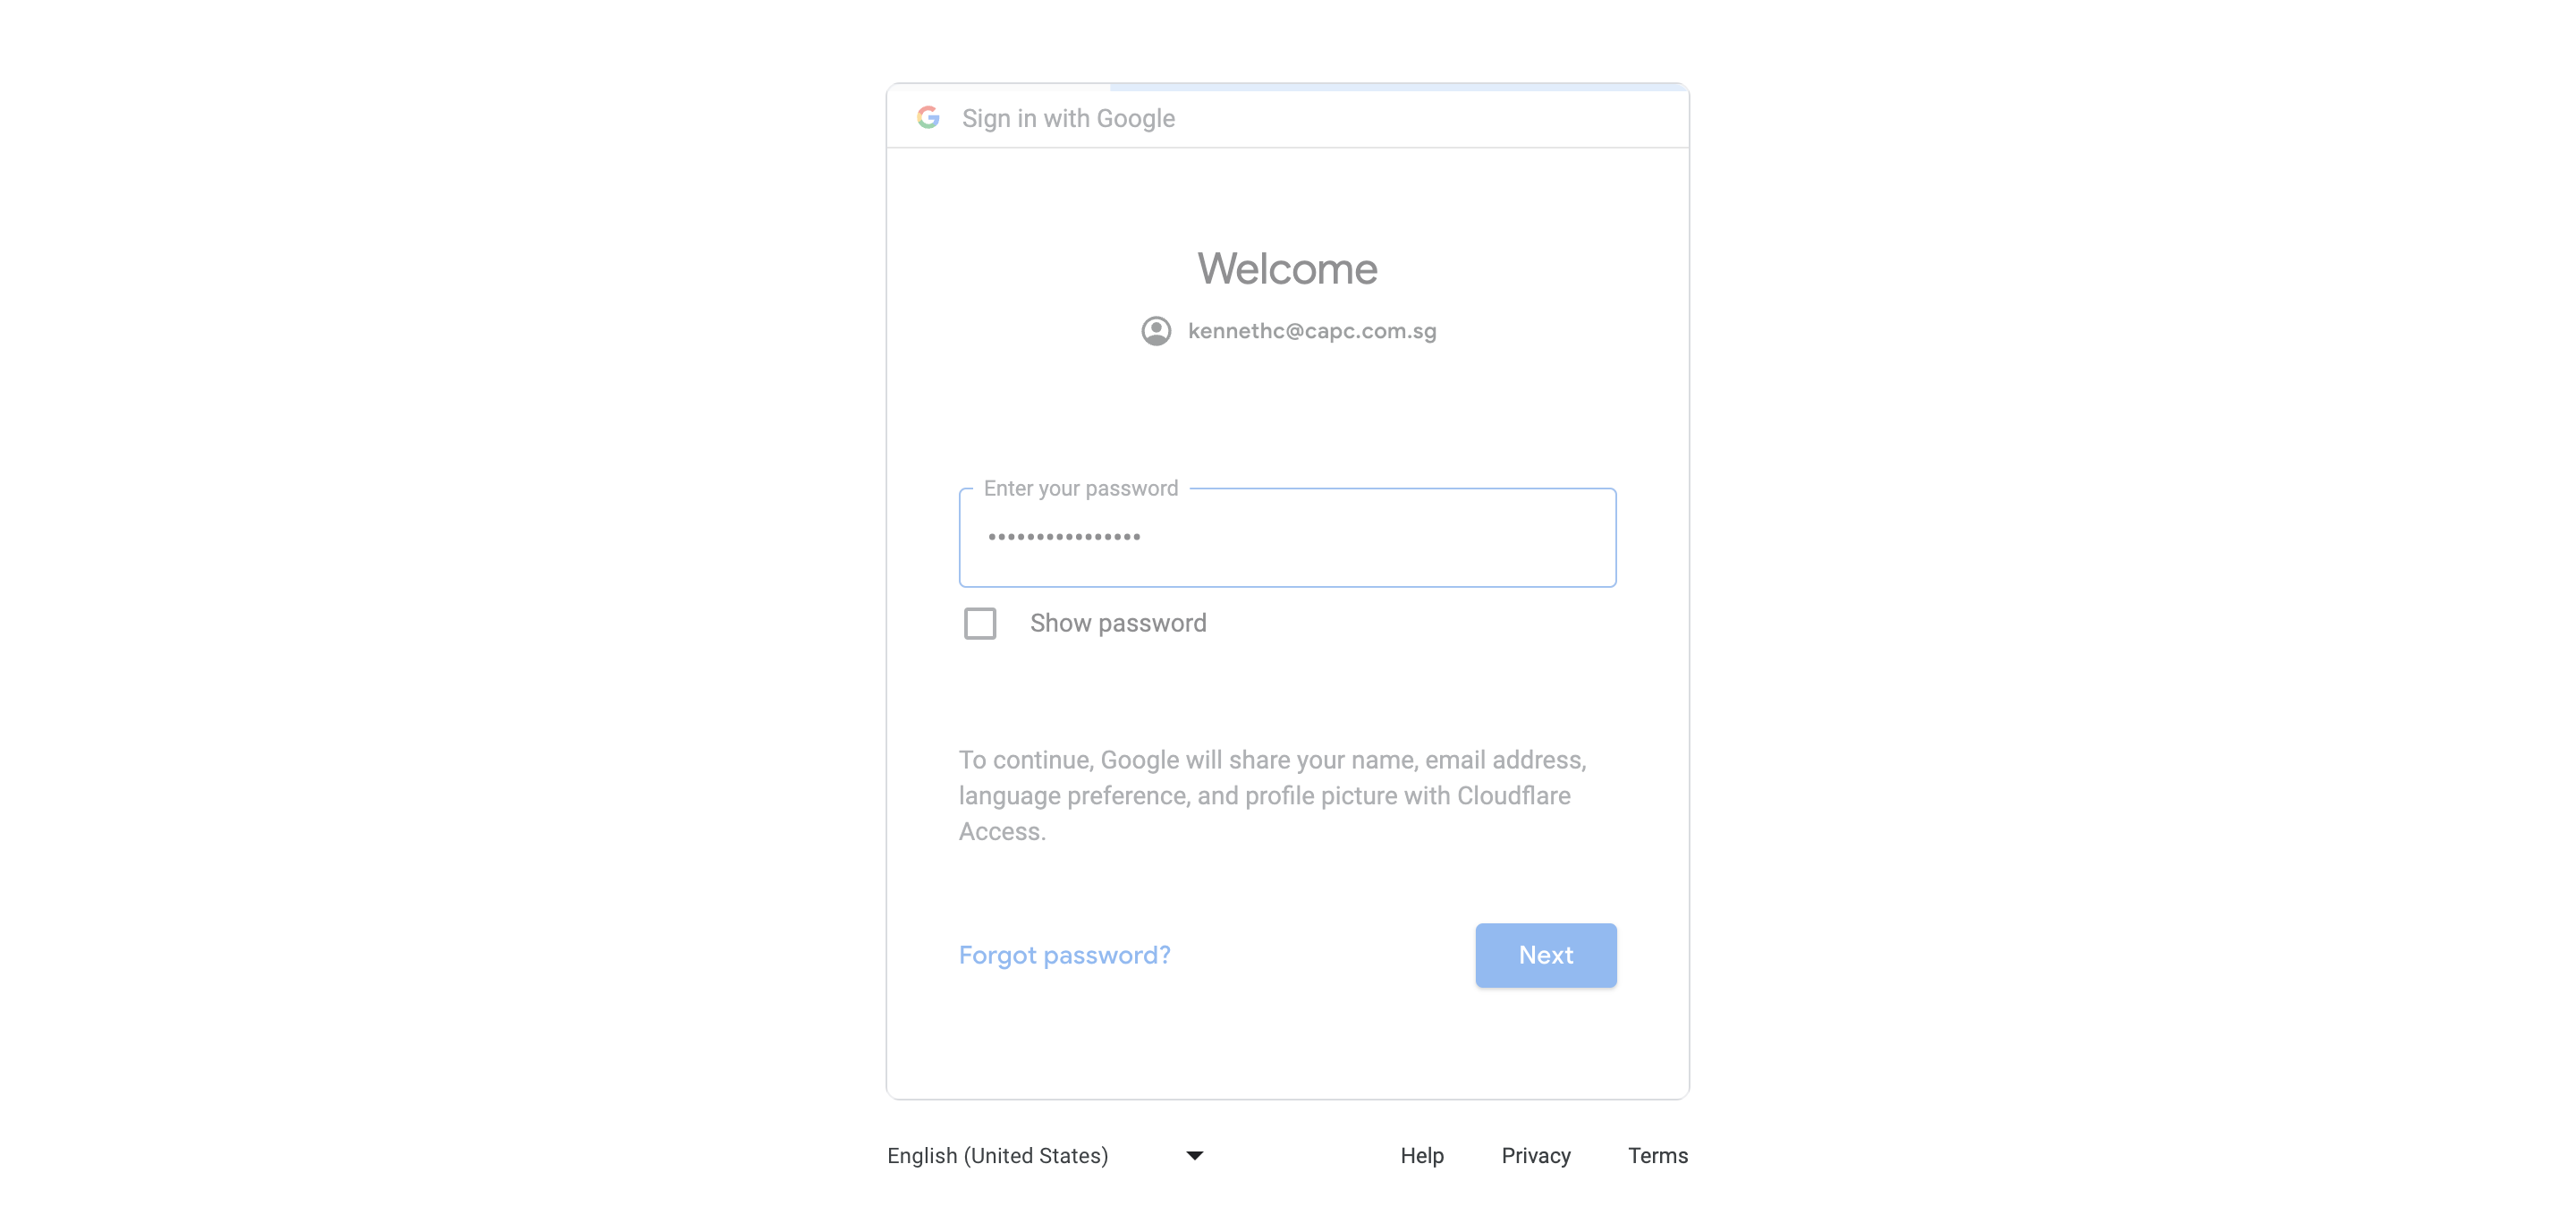 Sign in with Google
Welcome
kennethc@capc.com.sg
Enter your password
••••••••••••••••
Show password
To continue, Google will share your name, email address,
language preference, and profile picture with Cloudflare
Access.
Forgot password?
Next
English (United States)
Help
Privacy
Terms